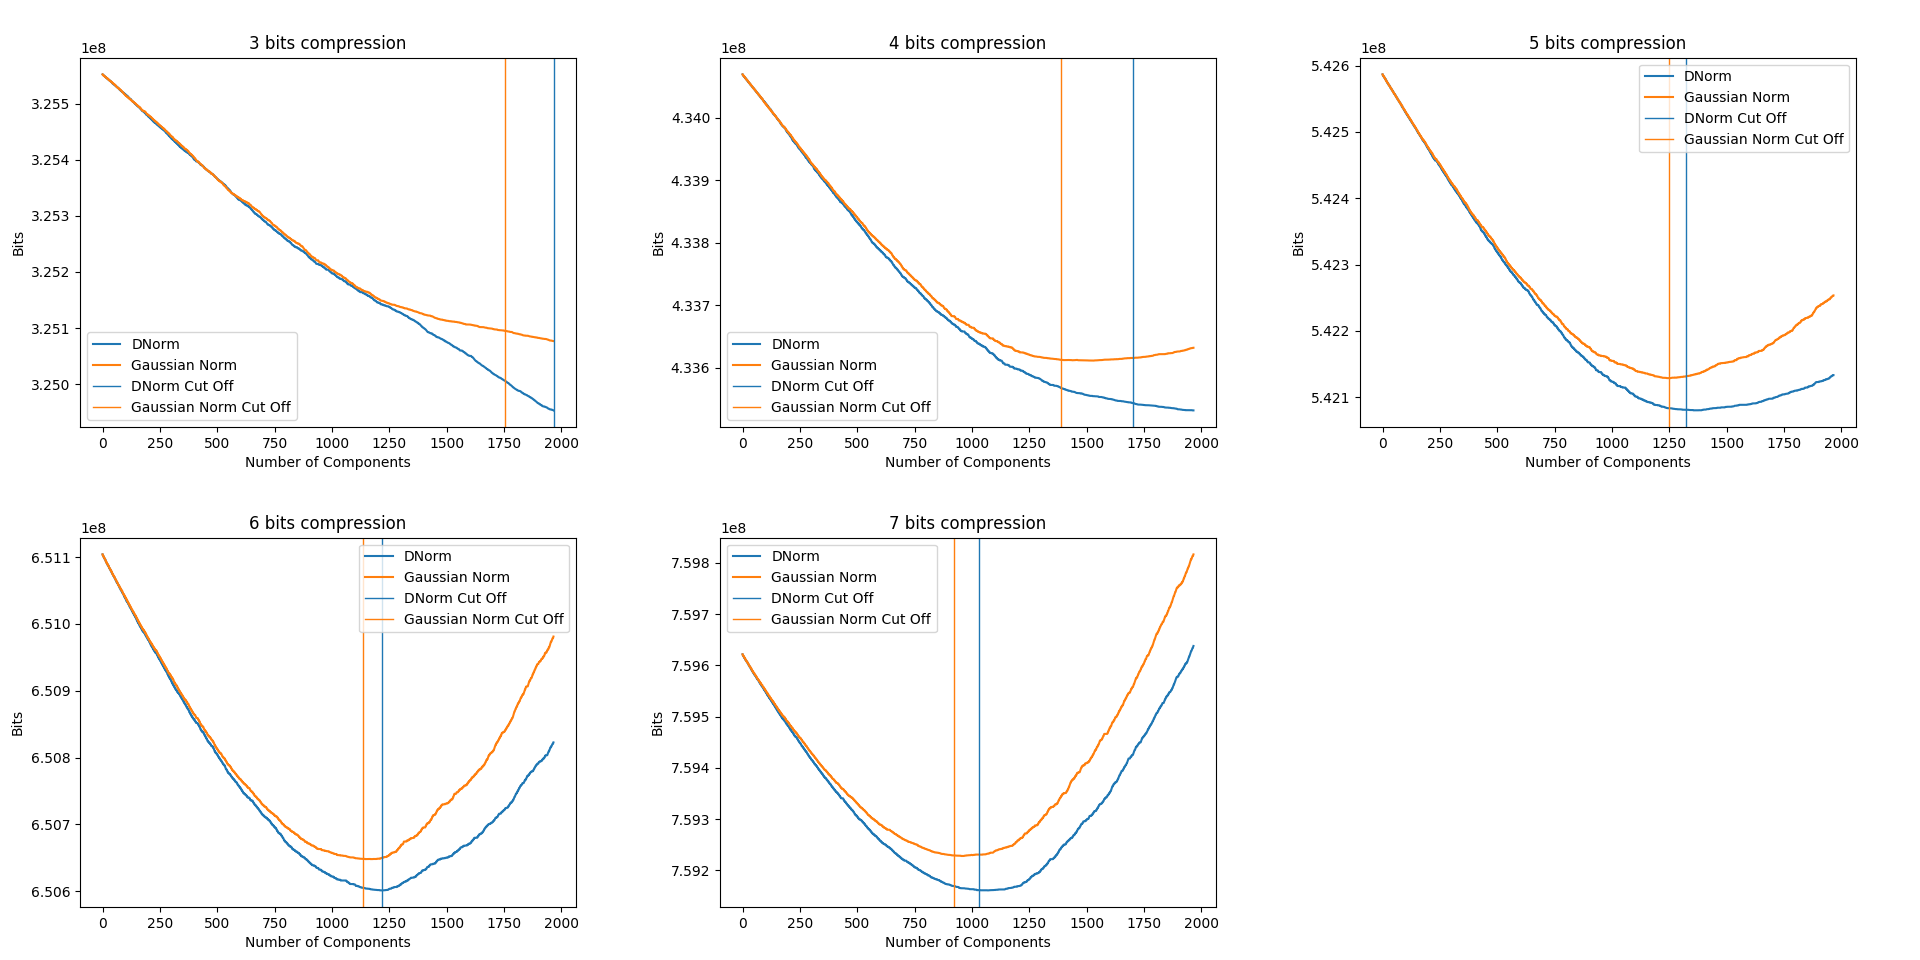 3 bits compression
1e8
3.255
3.254
3.253
3.252
3.251
3.250
Bits
DNorm
Gaussian Norm
DNorm Cut Off
Gaussian Norm Cut Off
0 250 500 750 1000 1250 1500 1750 2000
Number of Components
4 bits compression
1e8
4.340
4.339
4.338
4.337
4.336
Bits
DNorm
Gaussian Norm
DNorm Cut Off
Gaussian Norm Cut Off
0 250 500 750 1000 1250 1500 1750 2000
Number of Components
5 bits compression
1e8
5.426
5.425
5.424
5.423
5.422
5.421
Bits
DNorm
Gaussian Norm
DNorm Cut Off
Gaussian Norm Cut Off
0 250 500 750 1000 1250 1500 1750 2000
Number of Components
6 bits compression
1e8
6.511
6.510
6.509
6.508
6.507
6.506
Bits
DNorm
Gaussian Norm
DNorm Cut Off
Gaussian Norm Cut Off
0 250 500 750 1000 1250 1500 1750 2000
Number of Components
7 bits compression
1e8
7.598
7.597
7.596
7.595
7.594
7.593
7.592
Bits
DNorm
Gaussian Norm
DNorm Cut Off
Gaussian Norm Cut Off
0 250 500 750 1000 1250 1500 1750 2000
Number of Components